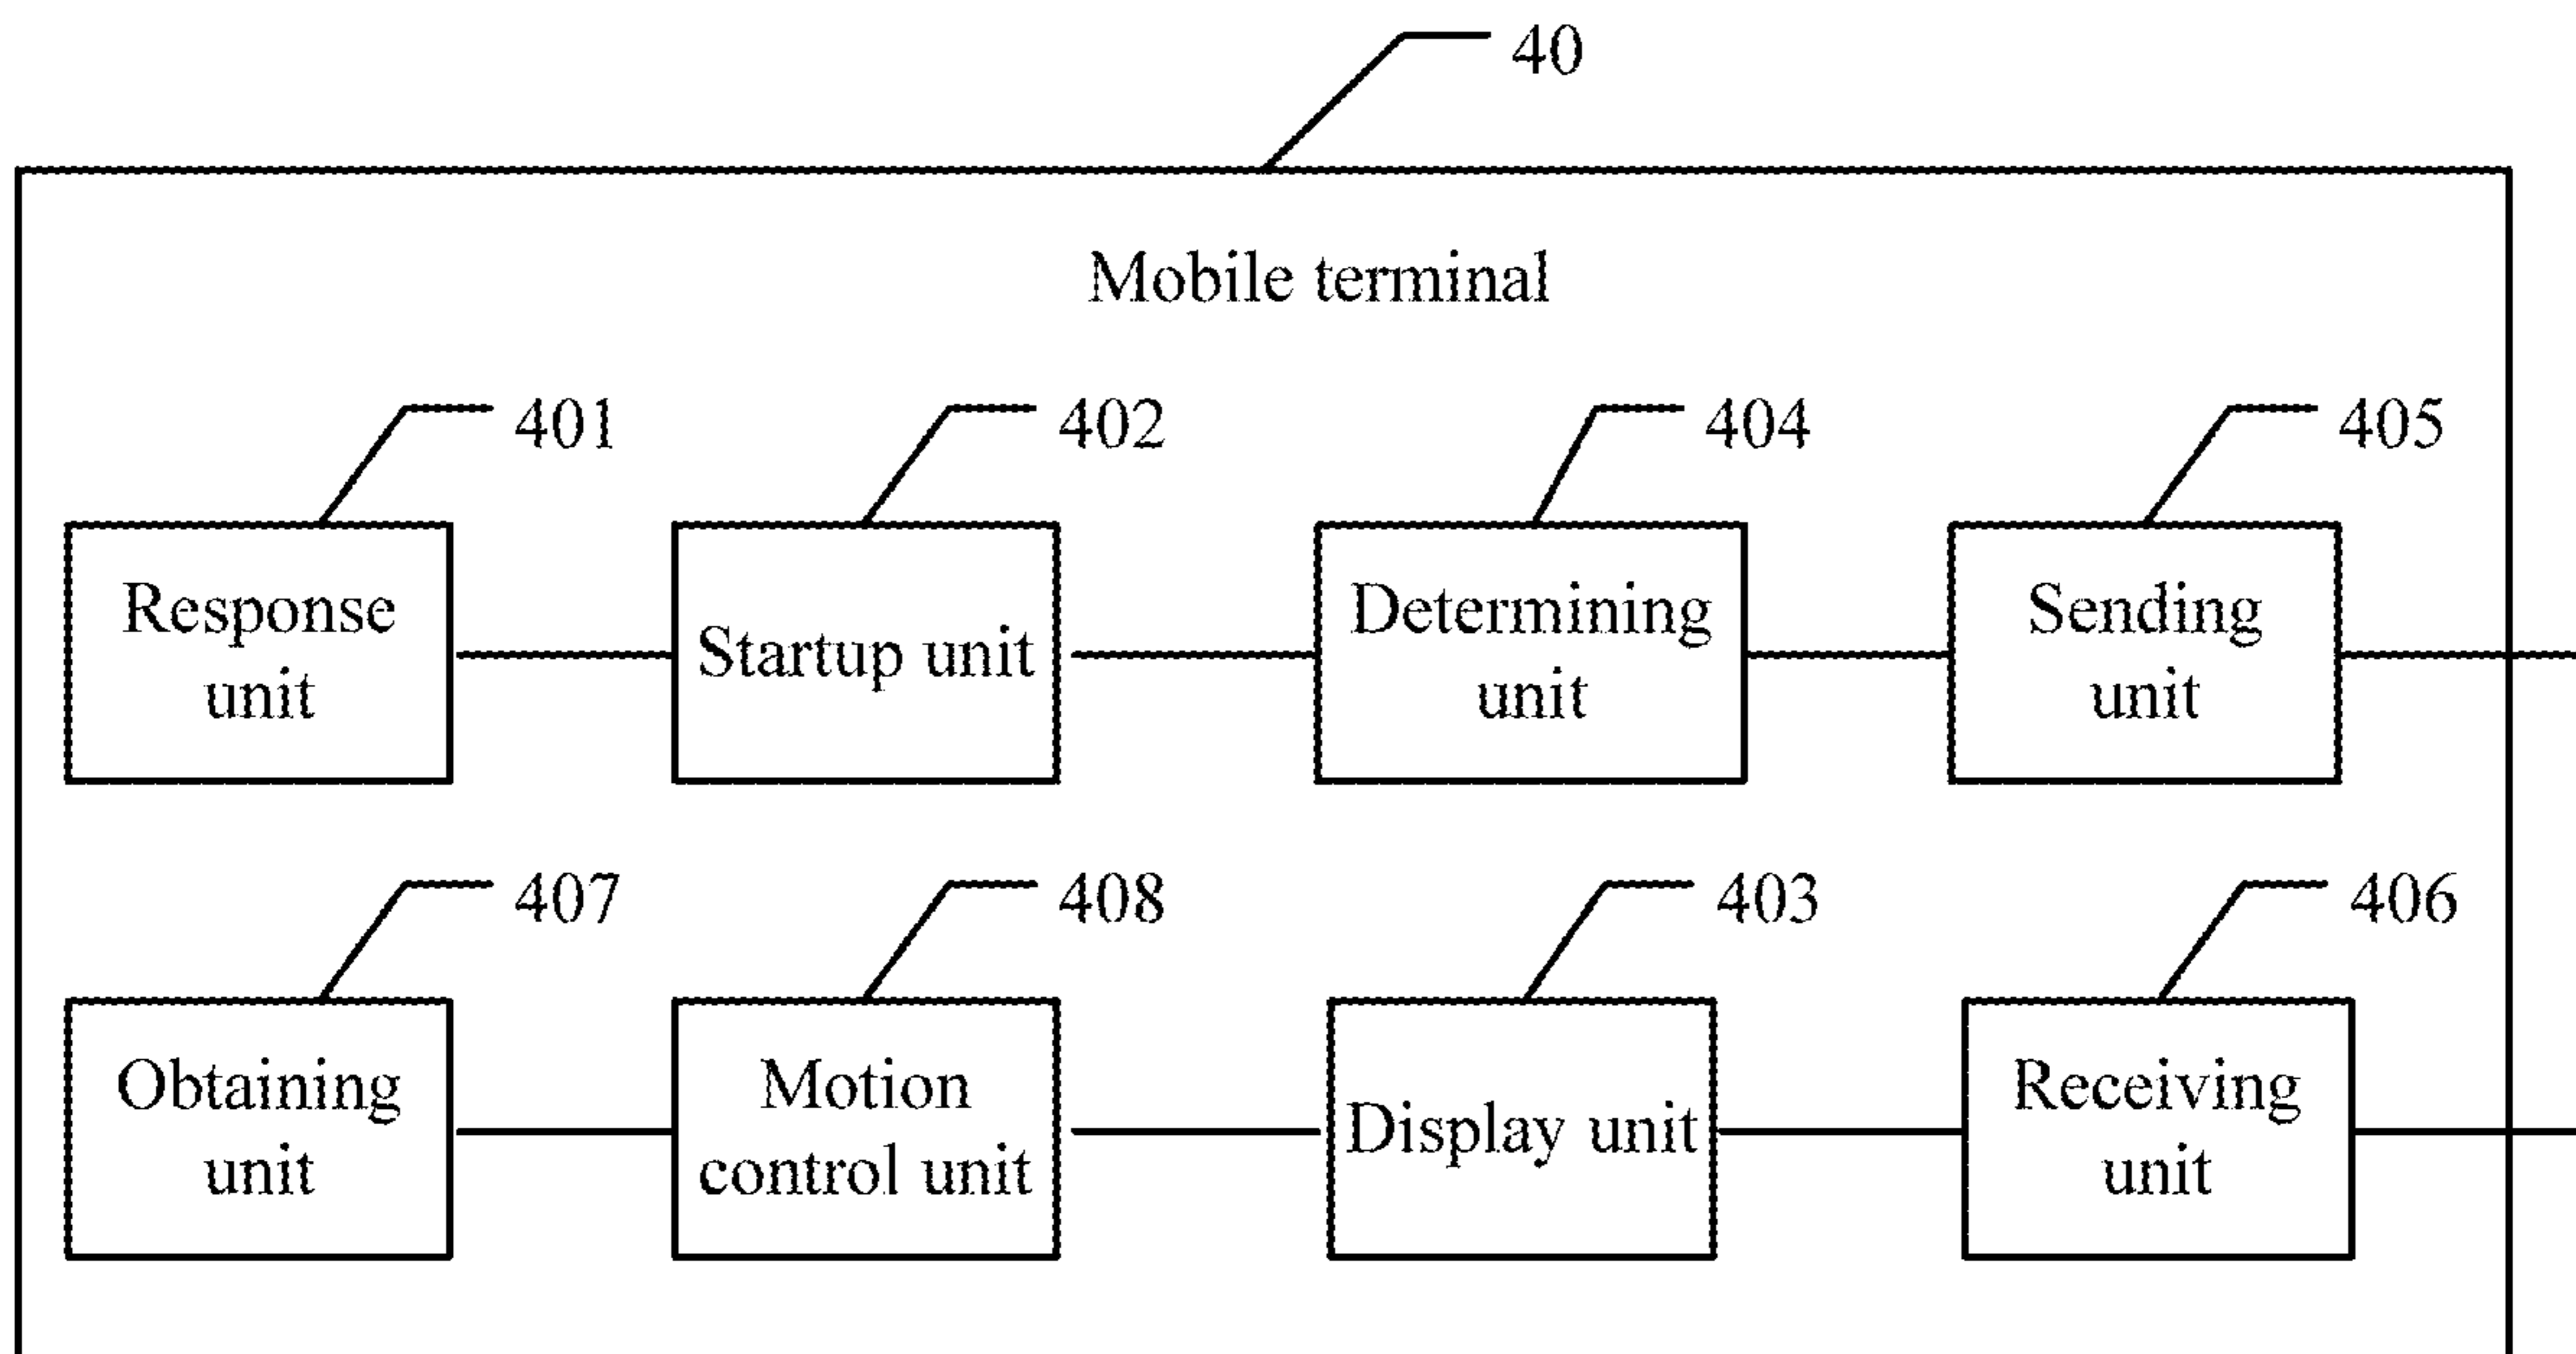 40
Mobile terminal
401
402
404
405
Response
unit
Startup unit
Determining
unit
Sending
unit
407
408
403
406
Obtaining
unit
Motion
control unit
Display unit
Receiving
unit